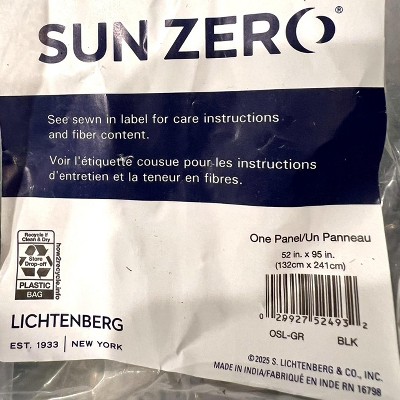 SUN ZERO®
See sewn in label for care instructions
and fiber content.
Voir l'étiquette cousue pour les instructions
d'entretien et la teneur en fibres.
Recycle if
Clean & Dry
Store
Drop-off
PLASTIC
BAG
how2recycle.info
One Panel/Un Panneau
52 in. x 95 in.
(132cm x 241cm)
0 29927 52493 2
OSL-GR BLK
LICHTENBERG
EST. 1933 | NEW YORK
©2025 S. LICHTENBERG & CO., INC.
MADE IN INDIA/FABRIQUÉ EN INDE RN 16798